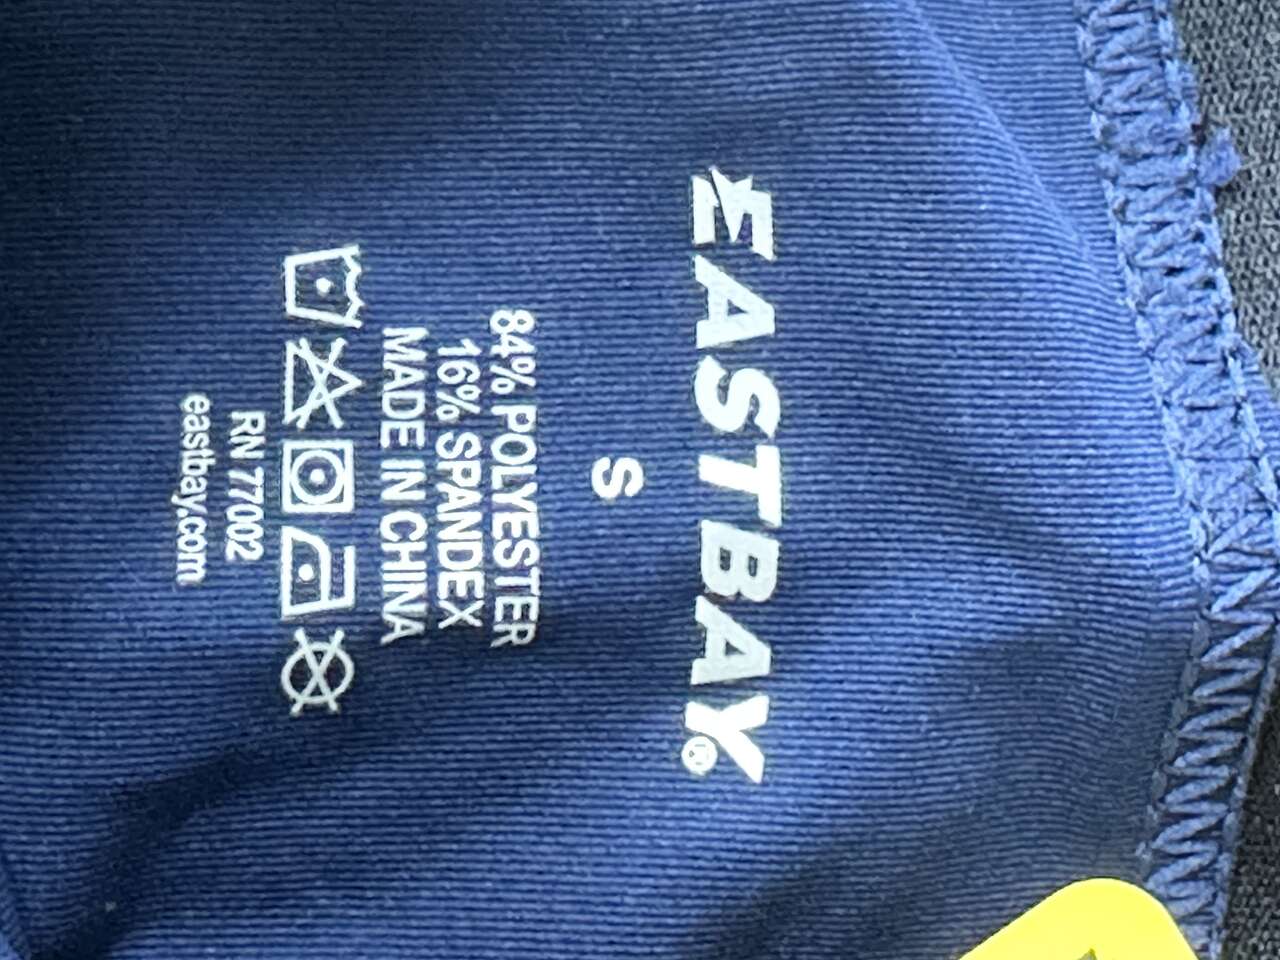 EASTBAY®
S
84% POLYESTER
16% SPANDEX
MADE IN CHINA
RN 77002
eastbay.com